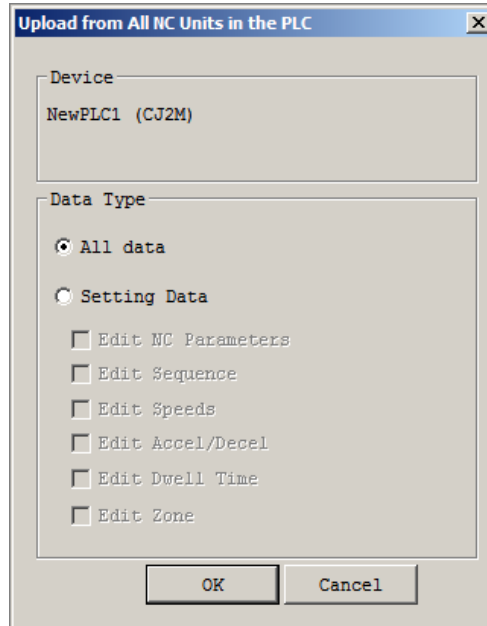 Upload from All NC Units in the PLC
Device
NewPLC1 (CJ2M)
Data Type
All data
Setting Data
Edit NC Parameters
Edit Sequence
Edit Speeds
Edit Accel/Decel
Edit Dwell Time
Edit Zone
OK Cancel